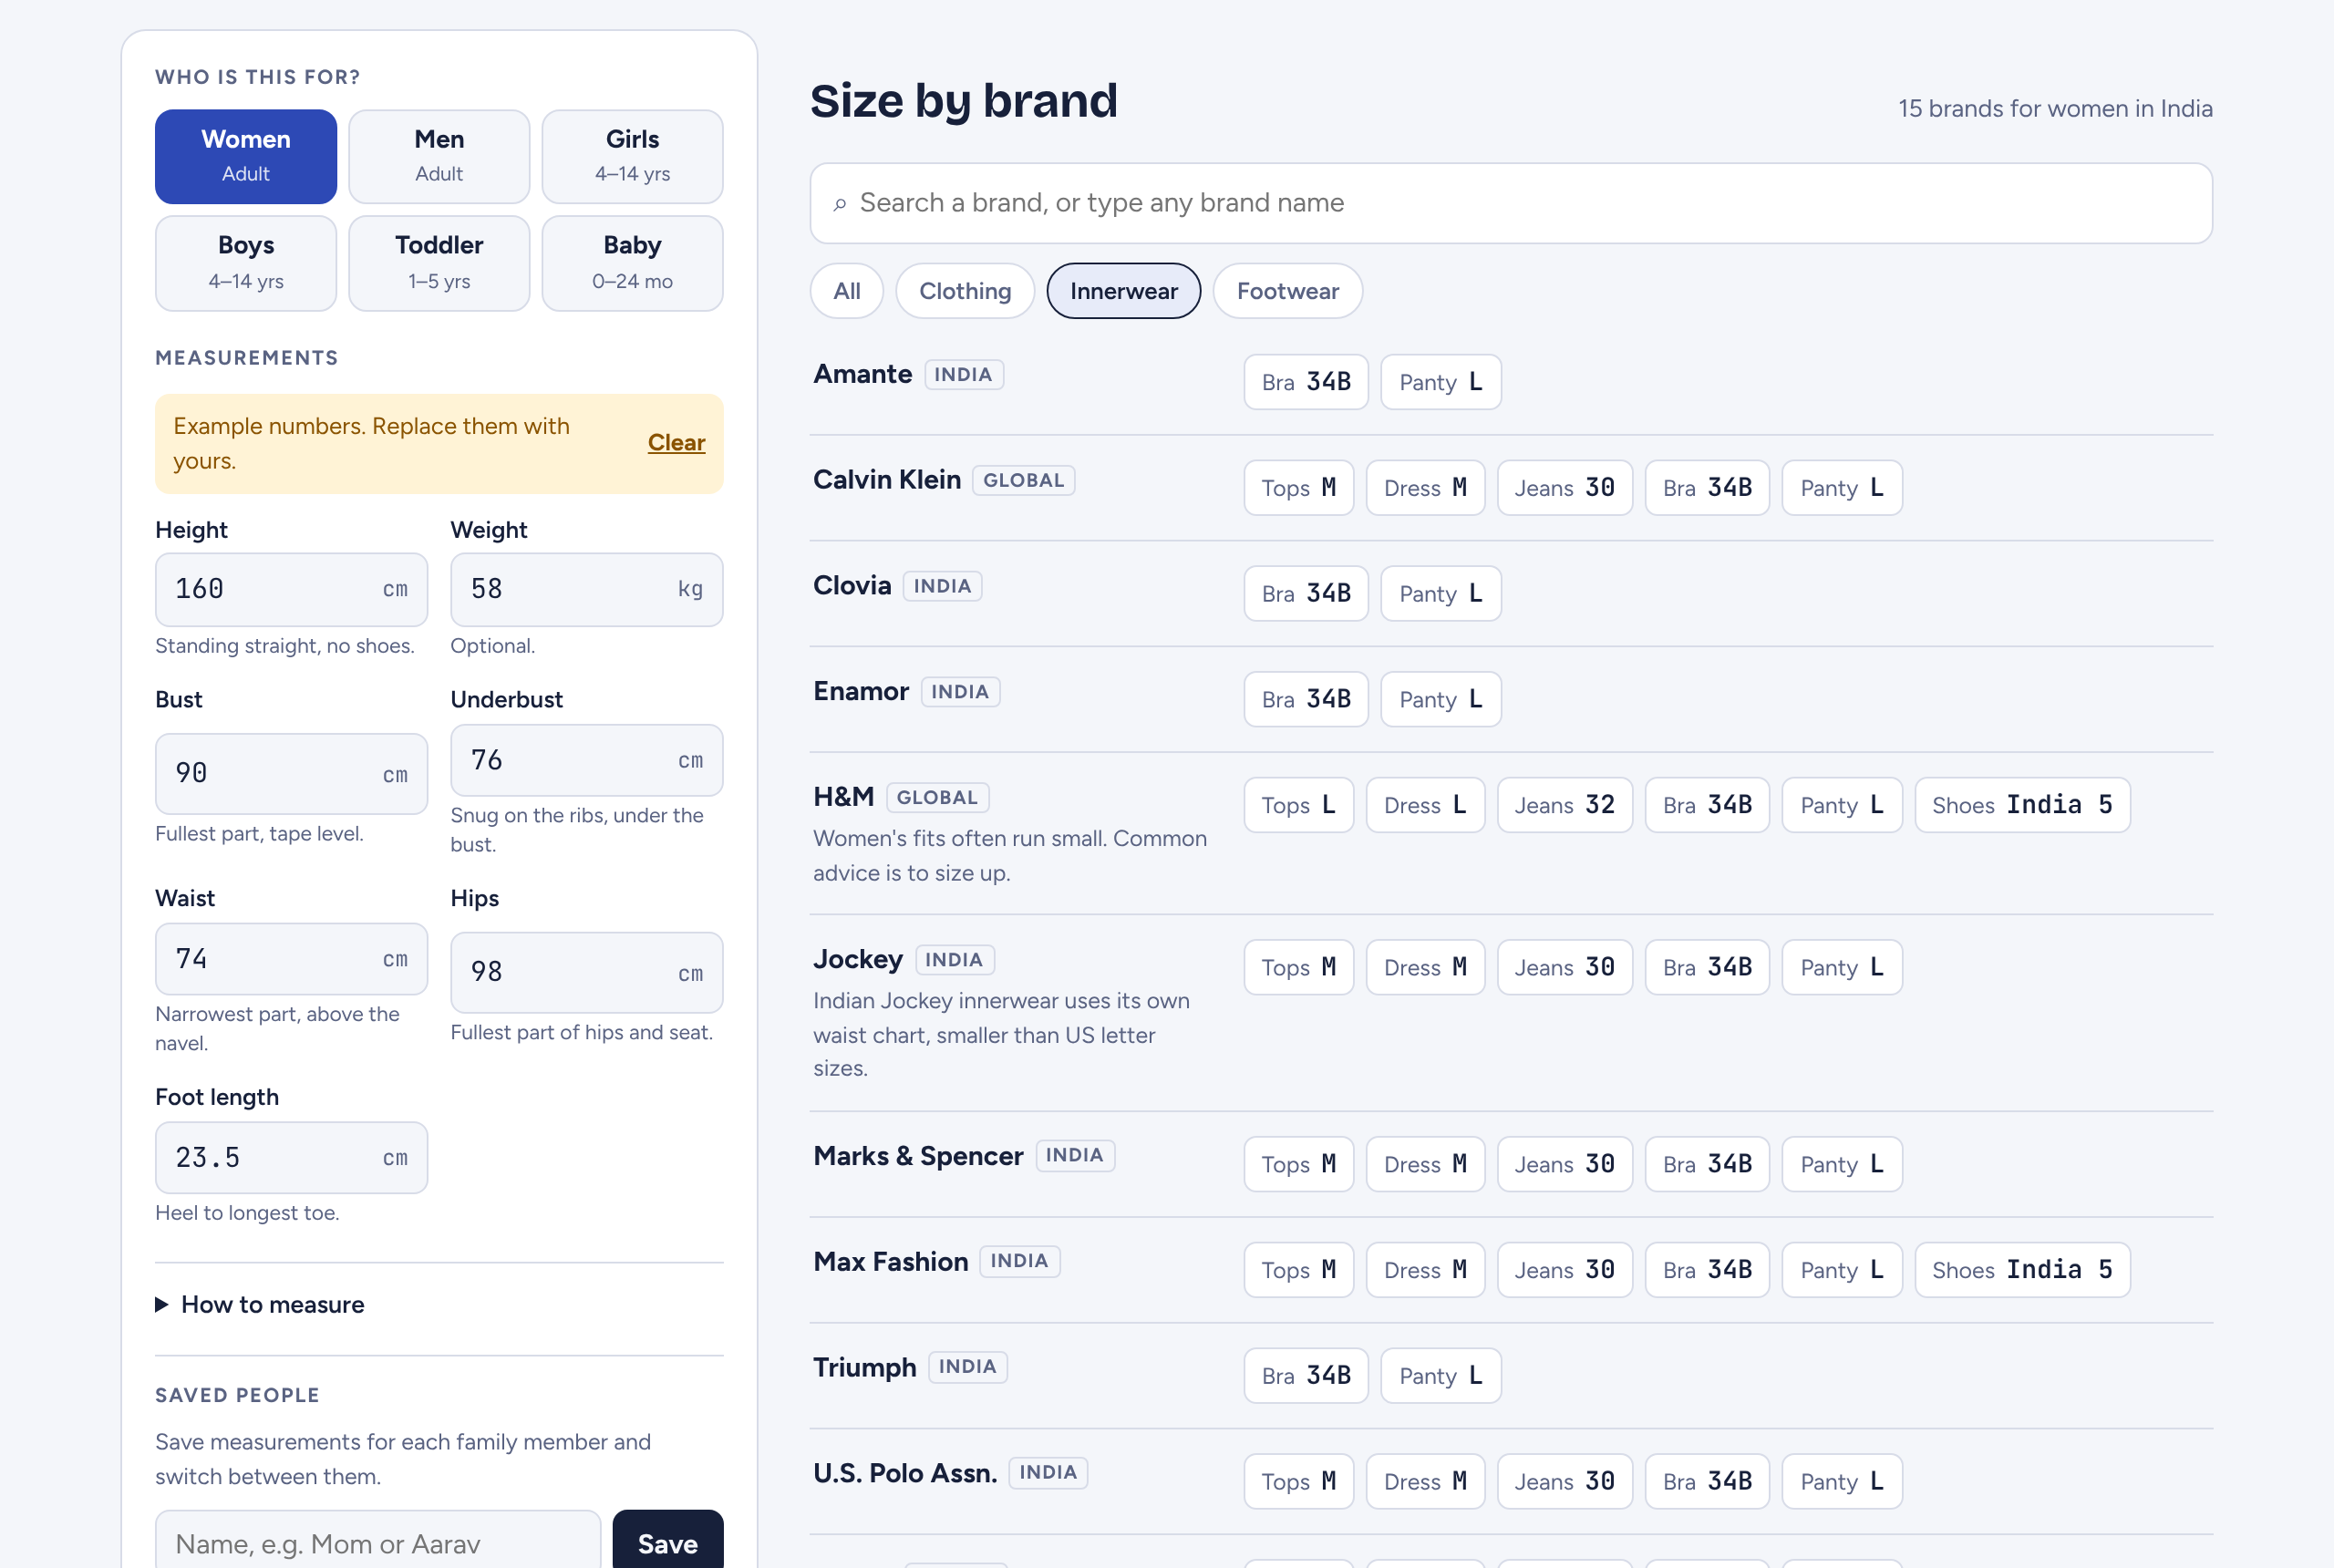 WHO IS THIS FOR?
Women
Adult
Men
Adult
Girls
4–14 yrs
Boys
4–14 yrs
Toddler
1–5 yrs
Baby
0–24 mo
MEASUREMENTS
Example numbers. Replace them with
yours.
Clear
Height
160 cm
Standing straight, no shoes.
Weight
58 kg
Optional.
Bust
90 cm
Fullest part, tape level.
Underbust
76 cm
Snug on the ribs, under the
bust.
Waist
74 cm
Narrowest part, above the
navel.
Hips
98 cm
Fullest part of hips and seat.
Foot length
23.5 cm
Heel to longest toe.
How to measure
SAVED PEOPLE
Save measurements for each family member and
switch between them.
Name, e.g. Mom or Aarav
Save
Size by brand
15 brands for women in India
Search a brand, or type any brand name
All Clothing Innerwear Footwear
Amante INDIA Bra 34B Panty L
Calvin Klein GLOBAL Tops M Dress M Jeans 30 Bra 34B Panty L
Clovia INDIA Bra 34B Panty L
Enamor INDIA Bra 34B Panty L
H&M GLOBAL Tops L Dress L Jeans 32 Bra 34B Panty L Shoes India 5
Women's fits often run small. Common
advice is to size up.
Jockey INDIA Tops M Dress M Jeans 30 Bra 34B Panty L
Indian Jockey innerwear uses its own
waist chart, smaller than US letter
sizes.
Marks & Spencer INDIA Tops M Dress M Jeans 30 Bra 34B Panty L
Max Fashion INDIA Tops M Dress M Jeans 30 Bra 34B Panty L Shoes India 5
Triumph INDIA Bra 34B Panty L
U.S. Polo Assn. INDIA Tops M Dress M Jeans 30 Bra 34B Panty L